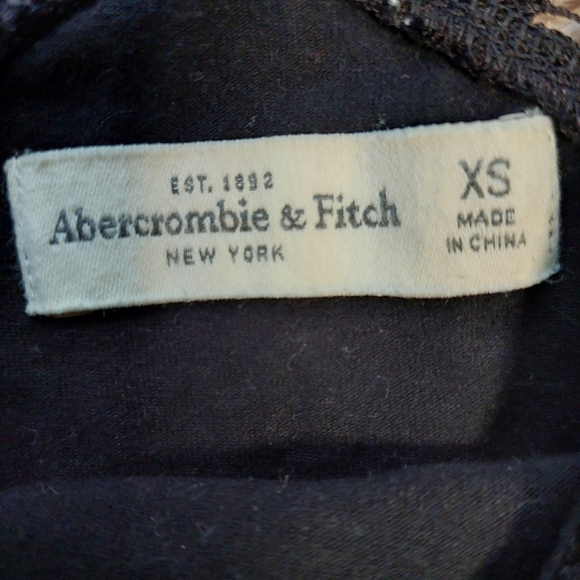 EST. 1892
Abercrombie & Fitch
NEW YORK
XS
MADE
IN CHINA